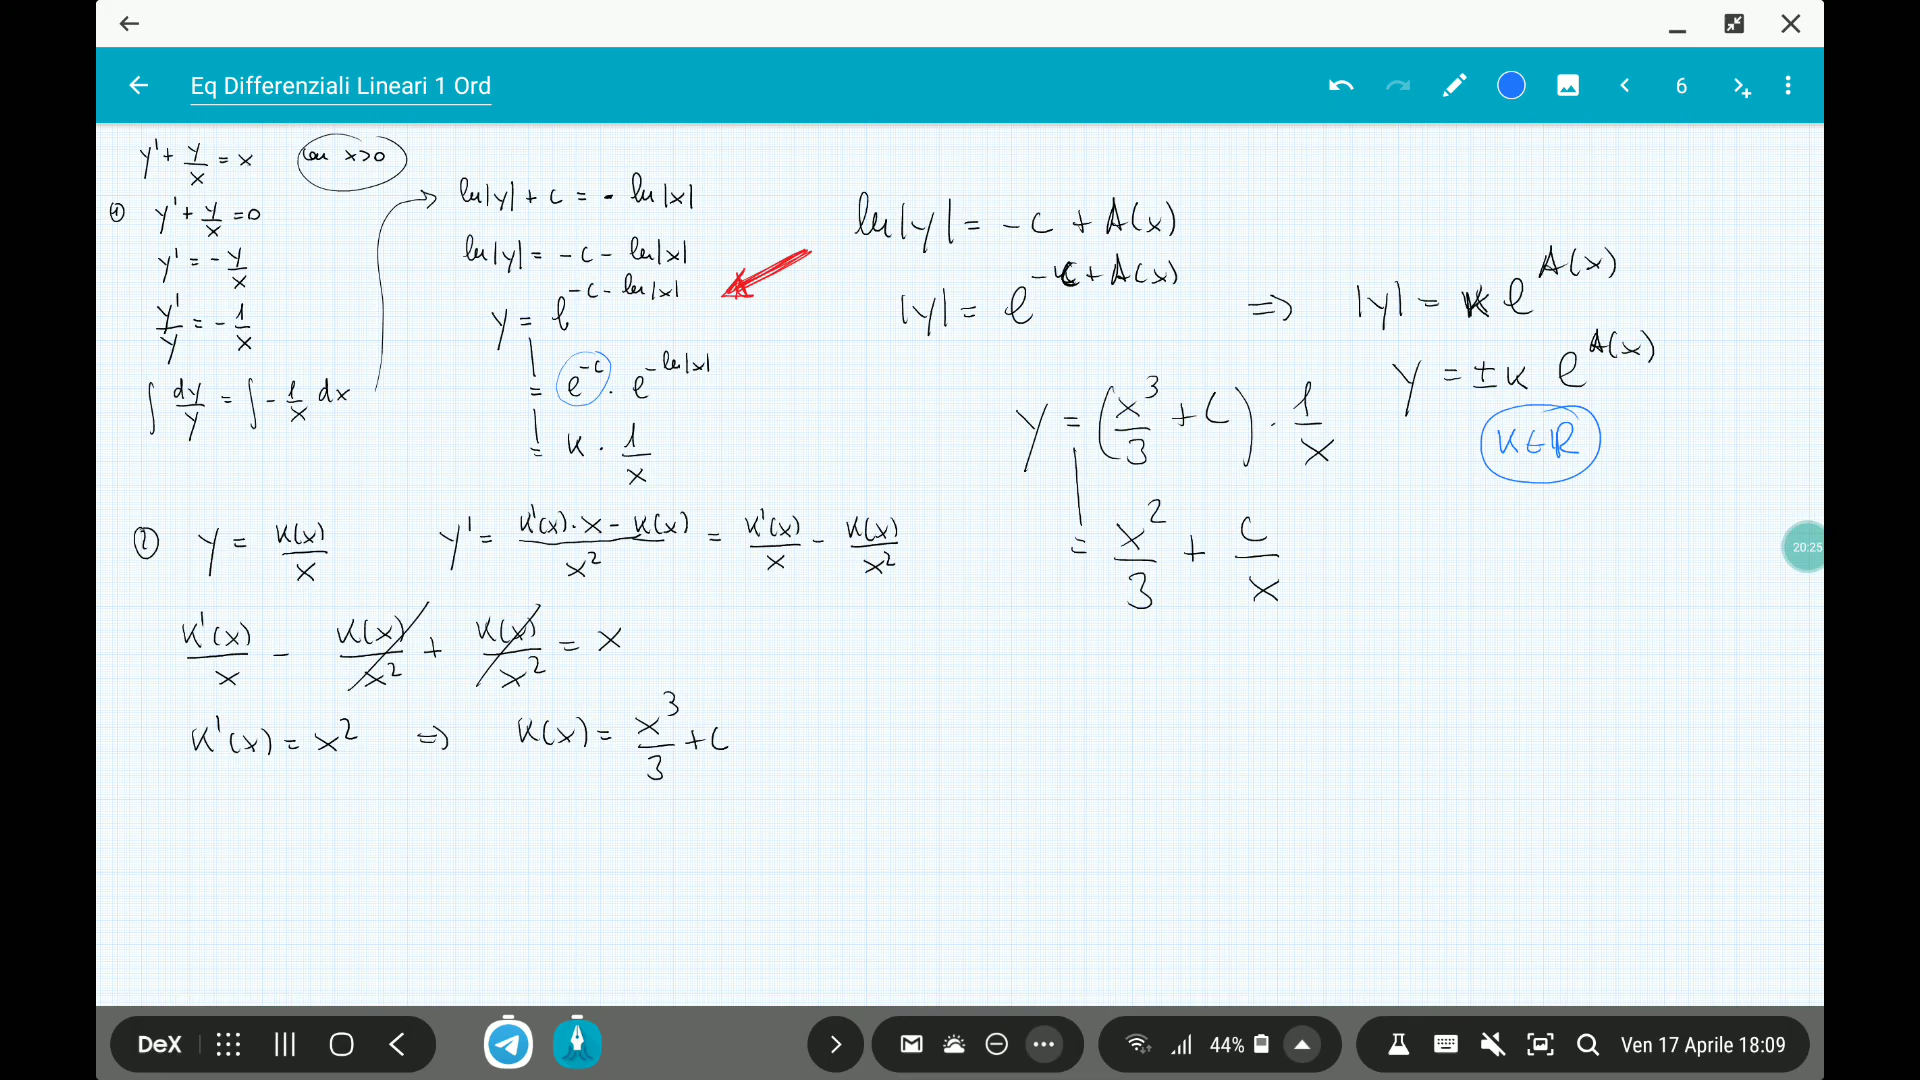 Eq Differenziali Lineari 1 Ord
6
y' + y/x = x con x>0
① y' + y/x = 0
y' = - y/x
y'/y = - 1/x
∫ dy/y = ∫ - 1/x dx
ln|y| + c = - ln|x|
ln|y| = -c - ln|x|
y = e^(-c - ln|x|)
= e^(-c) · e^(-ln|x|)
= K · 1/x
② y = K(x)/x y' = (K'(x)·x - K(x))/x² = K'(x)/x - K(x)/x²
K'(x)/x - K(x)/x² + K(x)/x² = x
K'(x) = x² => K(x) = x³/3 + C
ln|y| = -c + A(x)
|y| = e^(-c + A(x)) => |y| = K e^A(x)
y = ±K e^A(x)
K∈ℝ
y = (x³/3 + C) · 1/x
= x²/3 + C/x
20:25
DeX
44%
Ven 17 Aprile 18:09